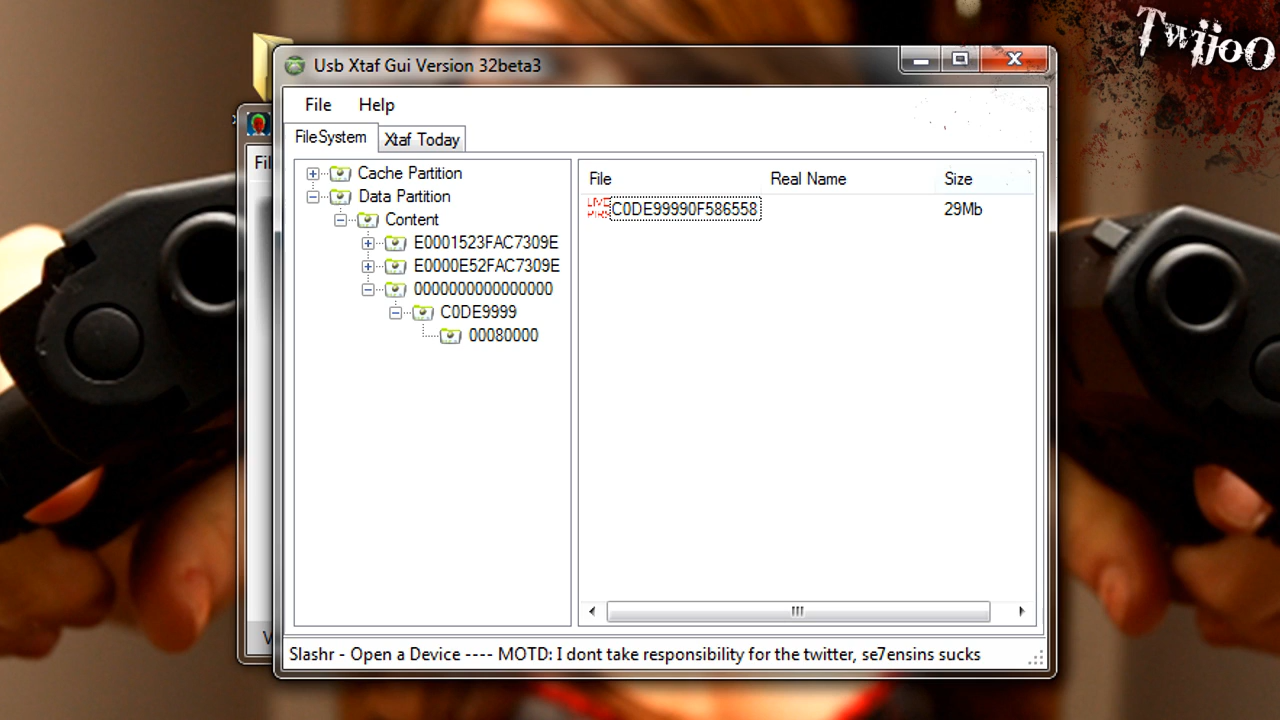 TwijoO
Usb Xtaf Gui Version 32beta3
File Help
FileSystem Xtaf Today
Cache Partition
Data Partition
Content
E0001523FAC7309E
E0000E52FAC7309E
0000000000000000
C0DE9999
00080000
File Real Name Size
LIVE
PIRS
C0DE99990F586558 29Mb
Slashr - Open a Device ---- MOTD: I dont take responsibility for the twitter, se7ensins sucks